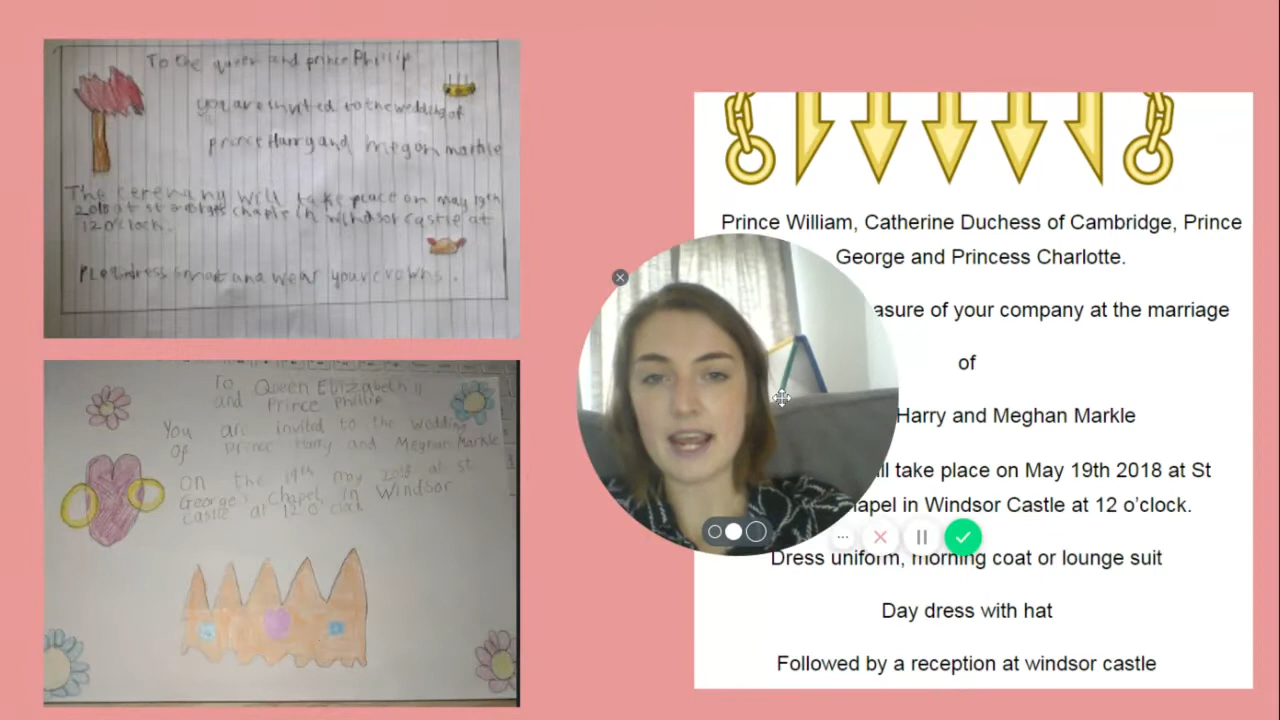 To the queen and prince Phillip
you are invited to the wedding of
prince Harry and megan marble
The ceremany will take place on may 19th
2018 at st georges chaple in windsor castle at
12 o'clock.
dress smart and wear your crowns.
To Queen Elizabeth II
and Prince Phillip
You are invited to the wedding
of Prince Harry and Meghan Markle
on the 19th may 2018 at st
George's Chapel in Windsor
castle at 12 o'clock
Prince William, Catherine Duchess of Cambridge, Prince
George and Princess Charlotte.
asure of your company at the marriage
of
Harry and Meghan Markle
ll take place on May 19th 2018 at St
apel in Windsor Castle at 12 o'clock.
Dress uniform, morning coat or lounge suit
Day dress with hat
Followed by a reception at windsor castle